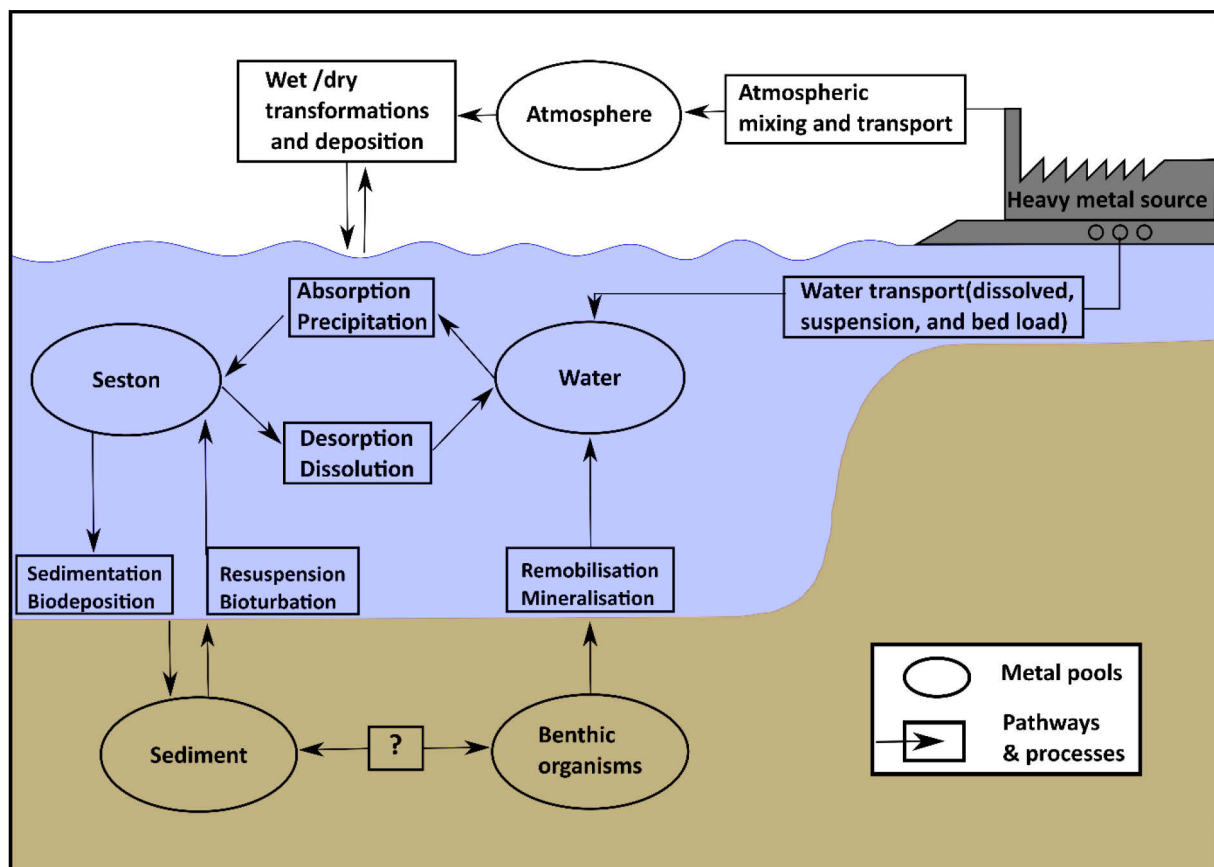 Wet /dry
transformations
and deposition
Atmosphere
Atmospheric
mixing and transport
Heavy metal source
Absorption
Precipitation
Water transport(dissolved,
suspension, and bed load)
Seston
Water
Desorption
Dissolution
Sedimentation
Biodeposition
Resuspension
Bioturbation
Remobilisation
Mineralisation
Sediment
?
Benthic
organisms
Metal pools
Pathways
& processes